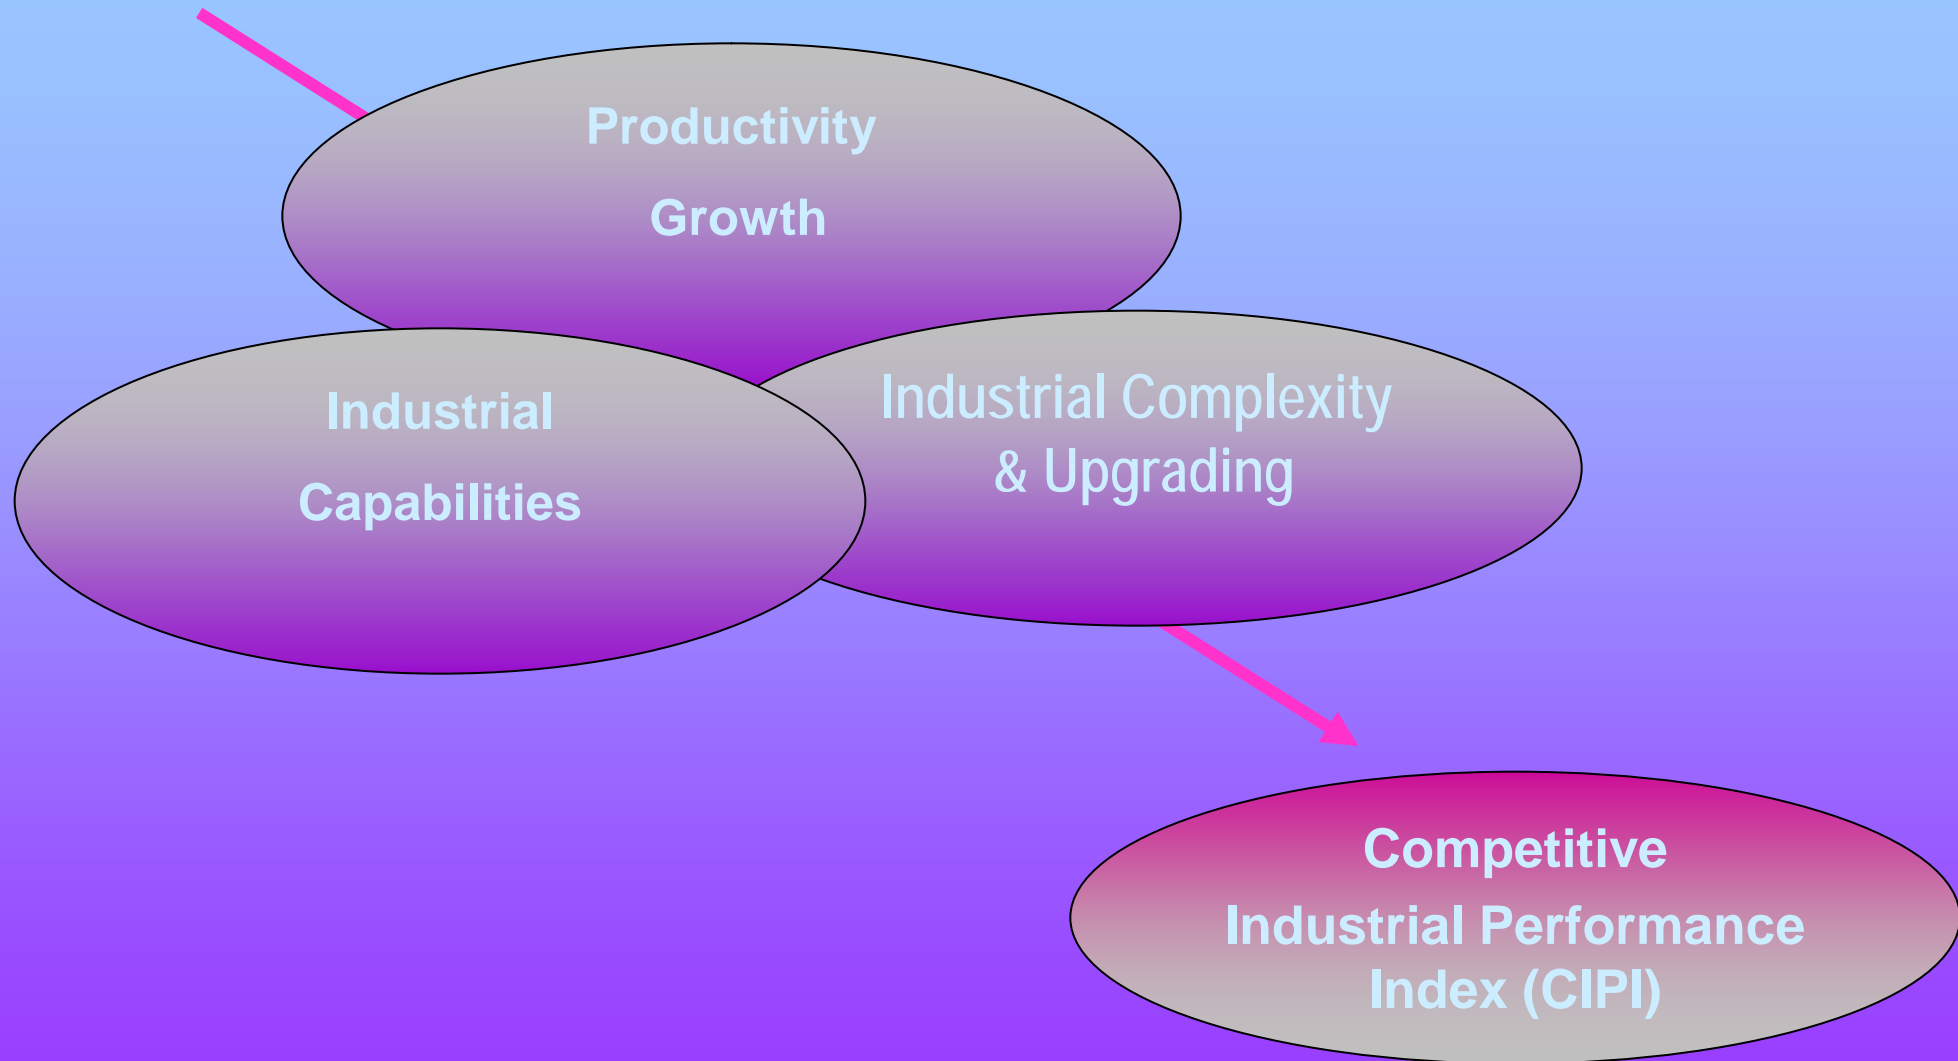 Productivity
Growth
Industrial
Capabilities
Industrial Complexity
& Upgrading
Competitive
Industrial Performance
Index (CIPI)